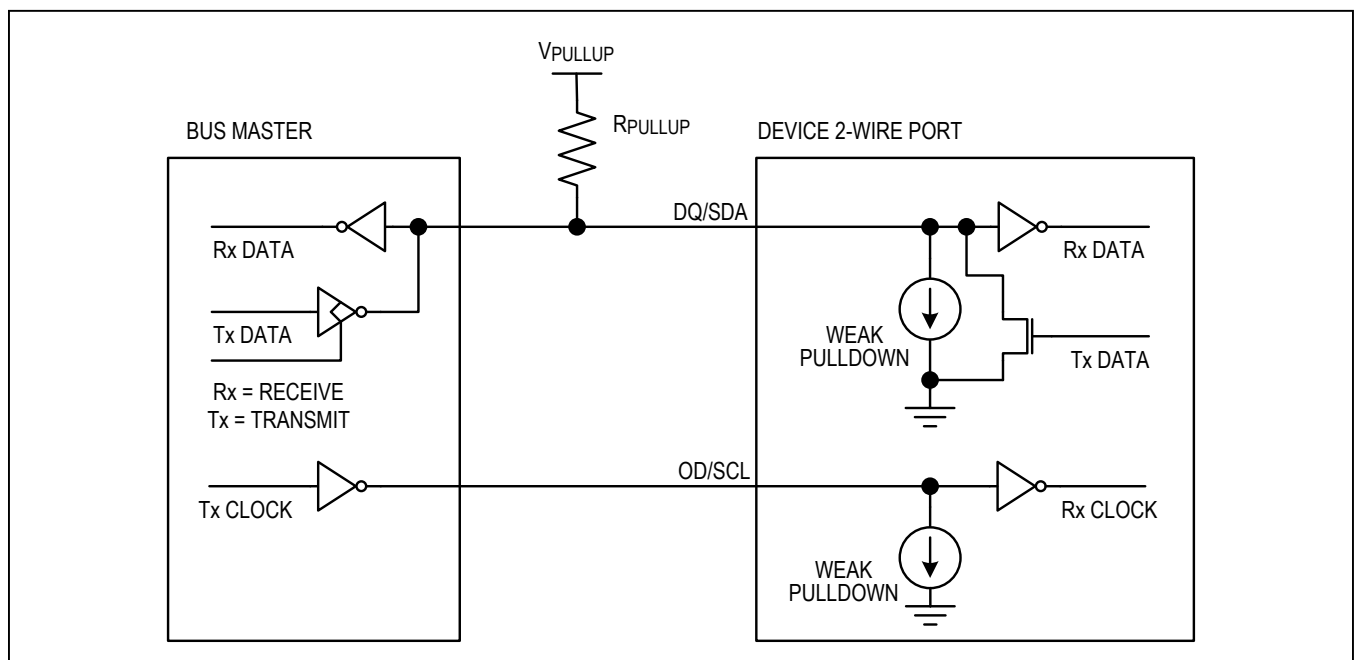 VPULLUP
BUS MASTER
RPULLUP
DEVICE 2-WIRE PORT
DQ/SDA
Rx DATA
Rx DATA
Tx DATA
WEAK
PULLDOWN
Tx DATA
Rx = RECEIVE
Tx = TRANSMIT
OD/SCL
Tx CLOCK
Rx CLOCK
WEAK
PULLDOWN